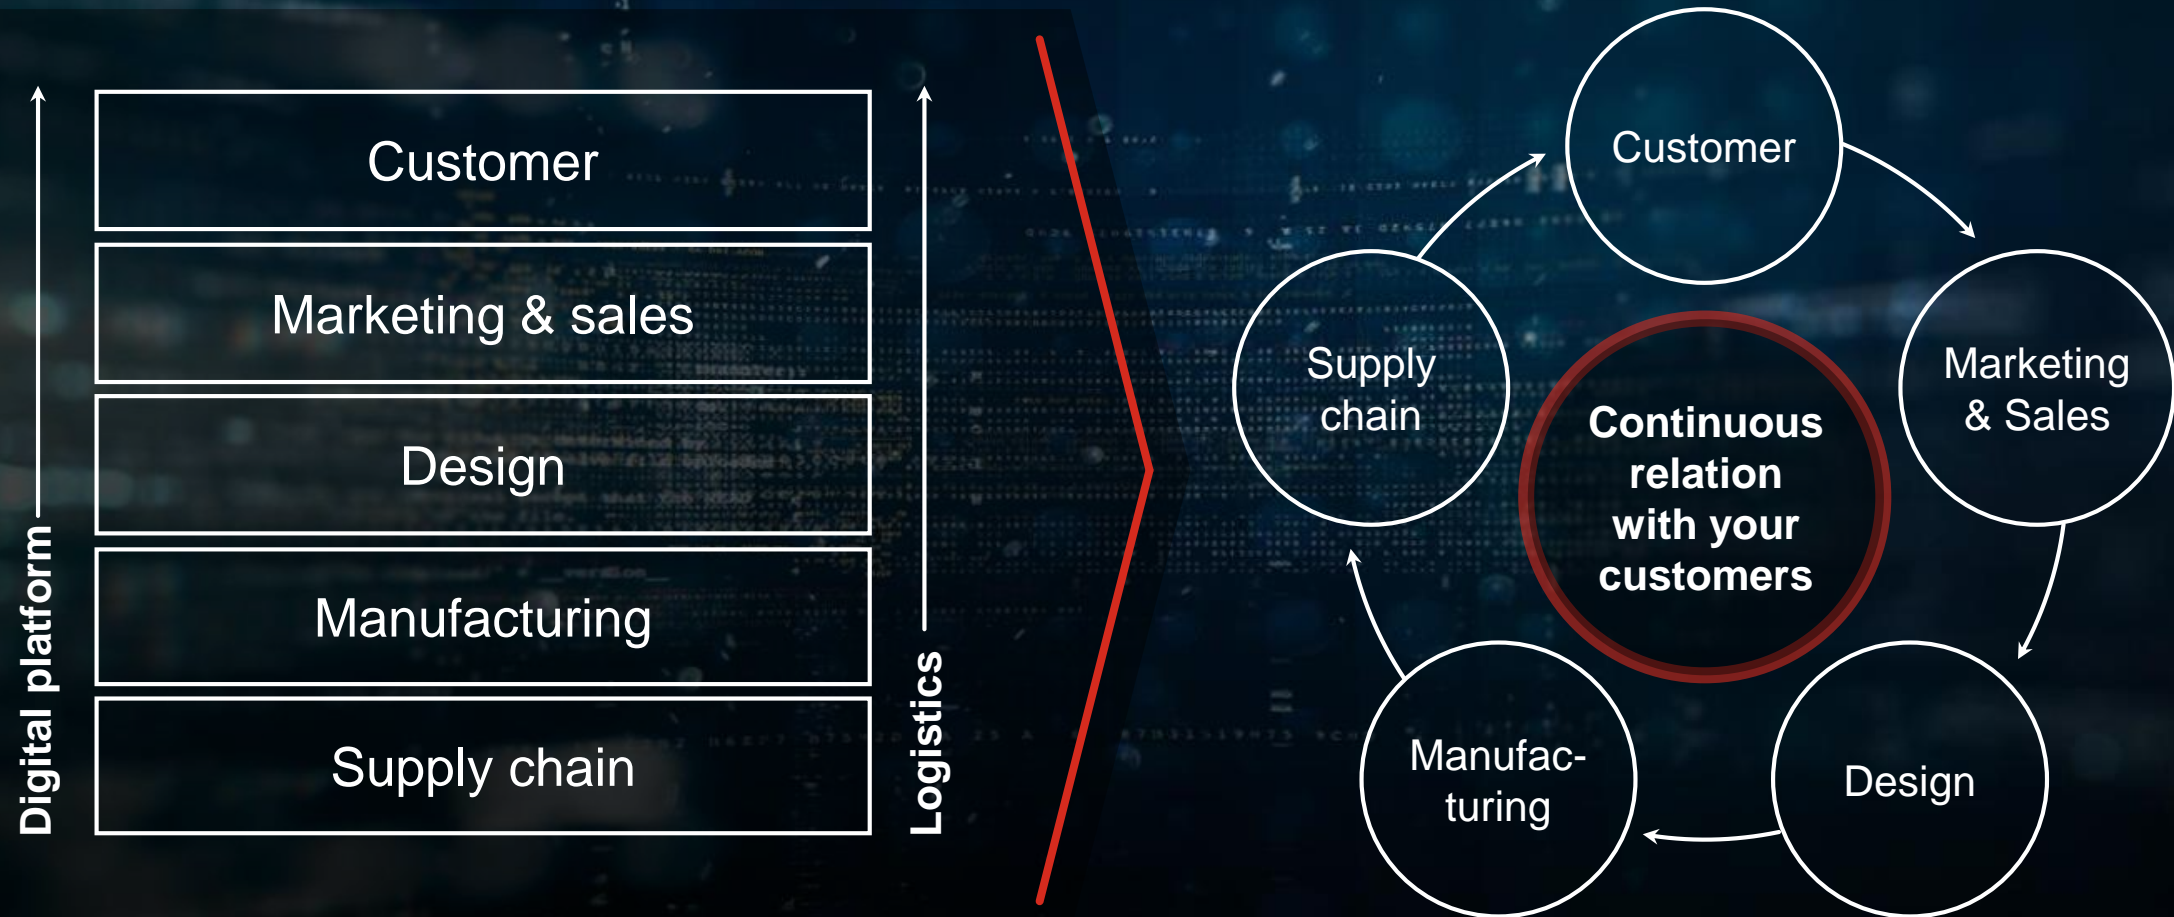 Customer
Marketing & sales
Design
Manufacturing
Supply chain
Digital platform
Logistics
Customer
Marketing
& Sales
Design
Manufac-
turing
Supply
chain
Continuous
relation
with your
customers